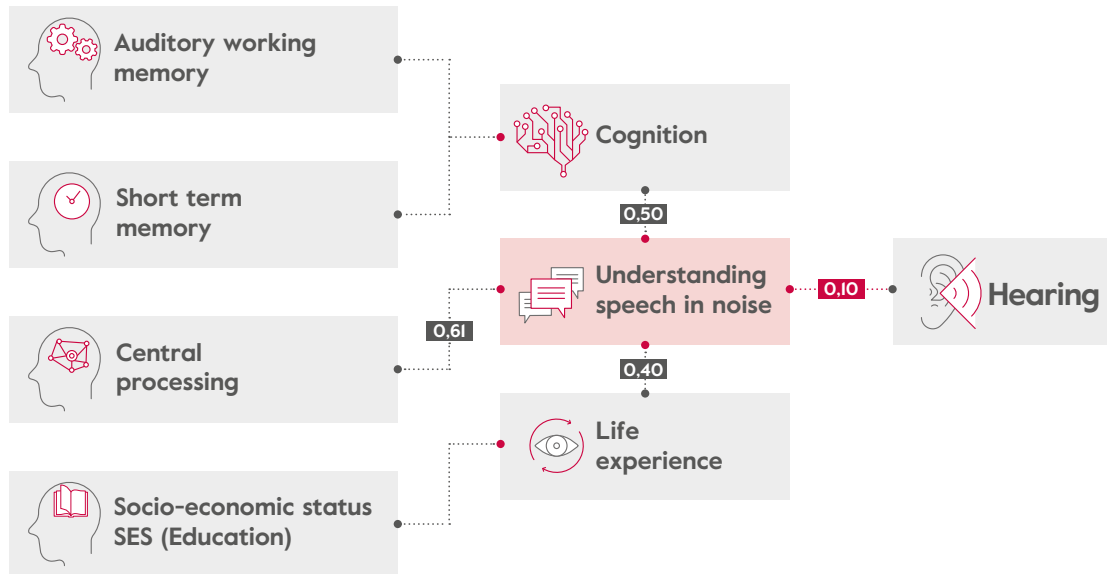 Auditory working
memory
Short term
memory
Central
processing
Socio-economic status
SES (Education)
0,61
Cognition
0,50
Understanding
speech in noise
0,40
Life
experience
0,10
Hearing